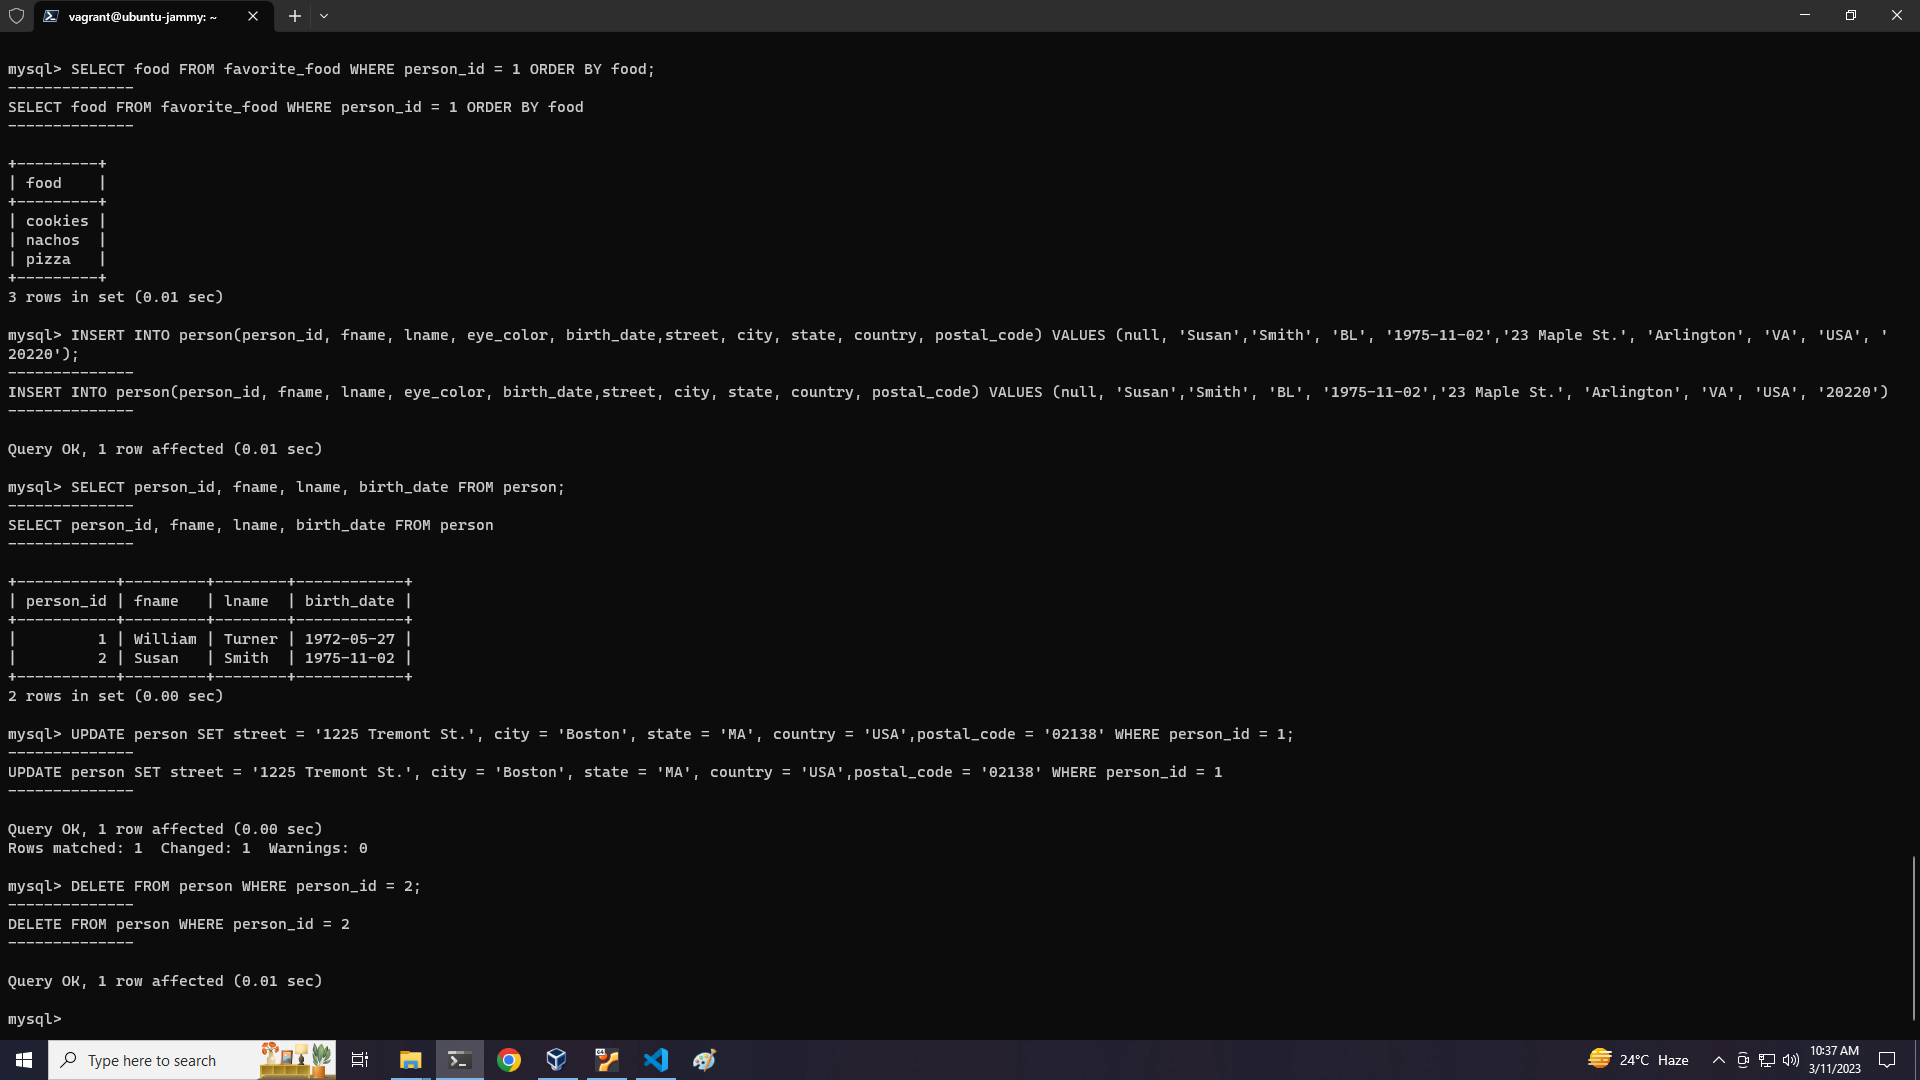 vagrant@ubuntu-jammy: ~
mysql> SELECT food FROM favorite_food WHERE person_id = 1 ORDER BY food;
--------------
SELECT food FROM favorite_food WHERE person_id = 1 ORDER BY food
--------------
+---------+
| food    |
+---------+
| cookies |
| nachos  |
| pizza   |
+---------+
3 rows in set (0.01 sec)
mysql> INSERT INTO person(person_id, fname, lname, eye_color, birth_date,street, city, state, country, postal_code) VALUES (null, 'Susan','Smith', 'BL', '1975-11-02','23 Maple St.', 'Arlington', 'VA', 'USA', '
20220');
--------------
INSERT INTO person(person_id, fname, lname, eye_color, birth_date,street, city, state, country, postal_code) VALUES (null, 'Susan','Smith', 'BL', '1975-11-02','23 Maple St.', 'Arlington', 'VA', 'USA', '20220')
--------------
Query OK, 1 row affected (0.01 sec)
mysql> SELECT person_id, fname, lname, birth_date FROM person;
--------------
SELECT person_id, fname, lname, birth_date FROM person
--------------
+-----------+---------+--------+------------+
| person_id | fname   | lname  | birth_date |
+-----------+---------+--------+------------+
|         1 | William | Turner | 1972-05-27 |
|         2 | Susan   | Smith  | 1975-11-02 |
+-----------+---------+--------+------------+
2 rows in set (0.00 sec)
mysql> UPDATE person SET street = '1225 Tremont St.', city = 'Boston', state = 'MA', country = 'USA',postal_code = '02138' WHERE person_id = 1;
--------------
UPDATE person SET street = '1225 Tremont St.', city = 'Boston', state = 'MA', country = 'USA',postal_code = '02138' WHERE person_id = 1
--------------
Query OK, 1 row affected (0.00 sec)
Rows matched: 1  Changed: 1  Warnings: 0
mysql> DELETE FROM person WHERE person_id = 2;
--------------
DELETE FROM person WHERE person_id = 2
--------------
Query OK, 1 row affected (0.01 sec)
mysql>
Type here to search
24°C Haze
10:37 AM
3/11/2023